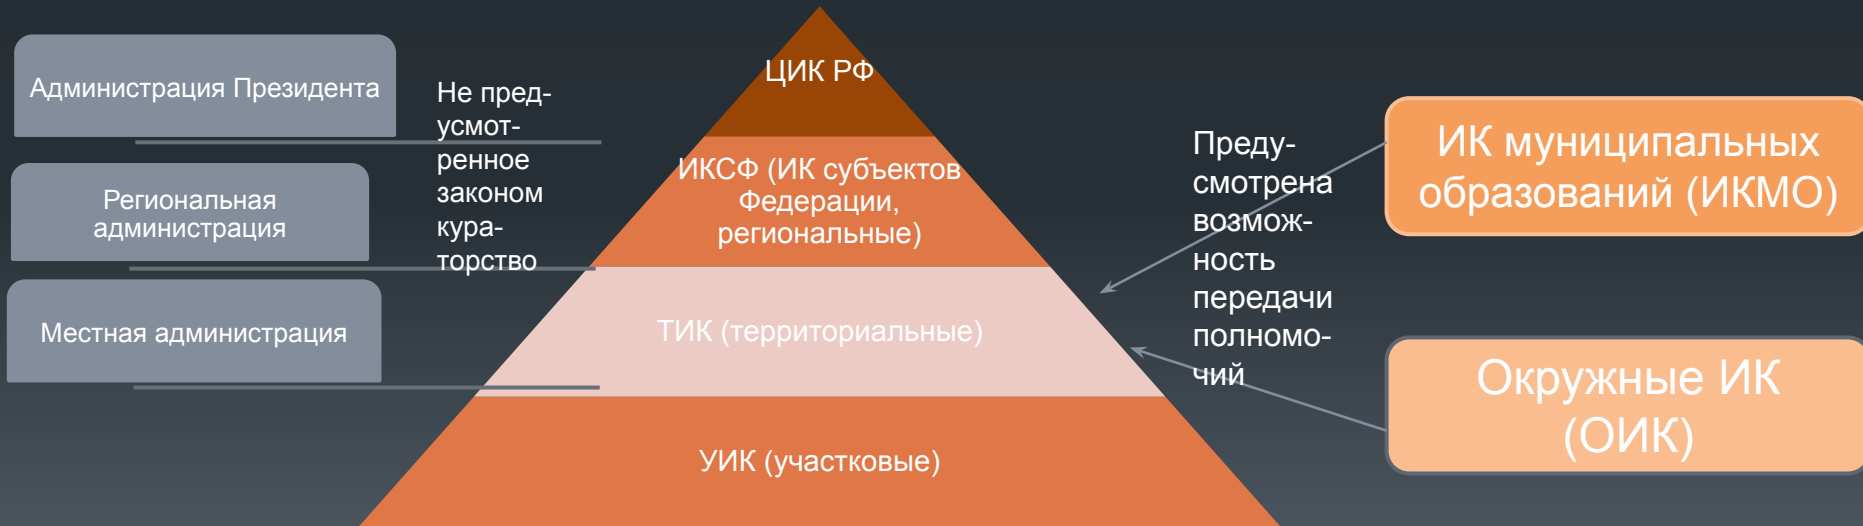 Администрация Президента
Региональная
администрация
Местная администрация
Не пред-
усмот-
ренное
законом
кура-
торство
ЦИК РФ
ИКСФ (ИК субъектов
Федерации,
региональные)
ТИК (территориальные)
УИК (участковые)
Преду-
смотрена
возмож-
ность
передачи
полномо-
чий
ИК муниципальных
образований (ИКМО)
Окружные ИК
(ОИК)